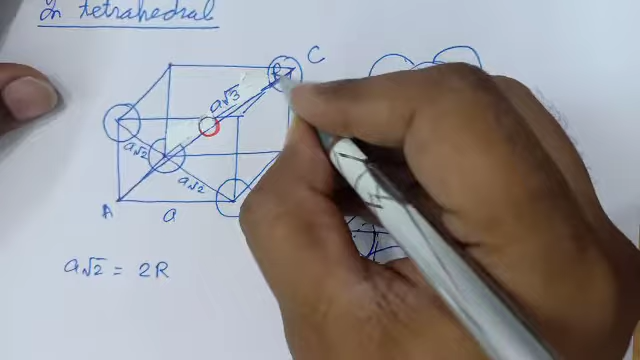 In tetrahedral
C
R
a√3
a√2
a√2
A
a
a√2 = 2R